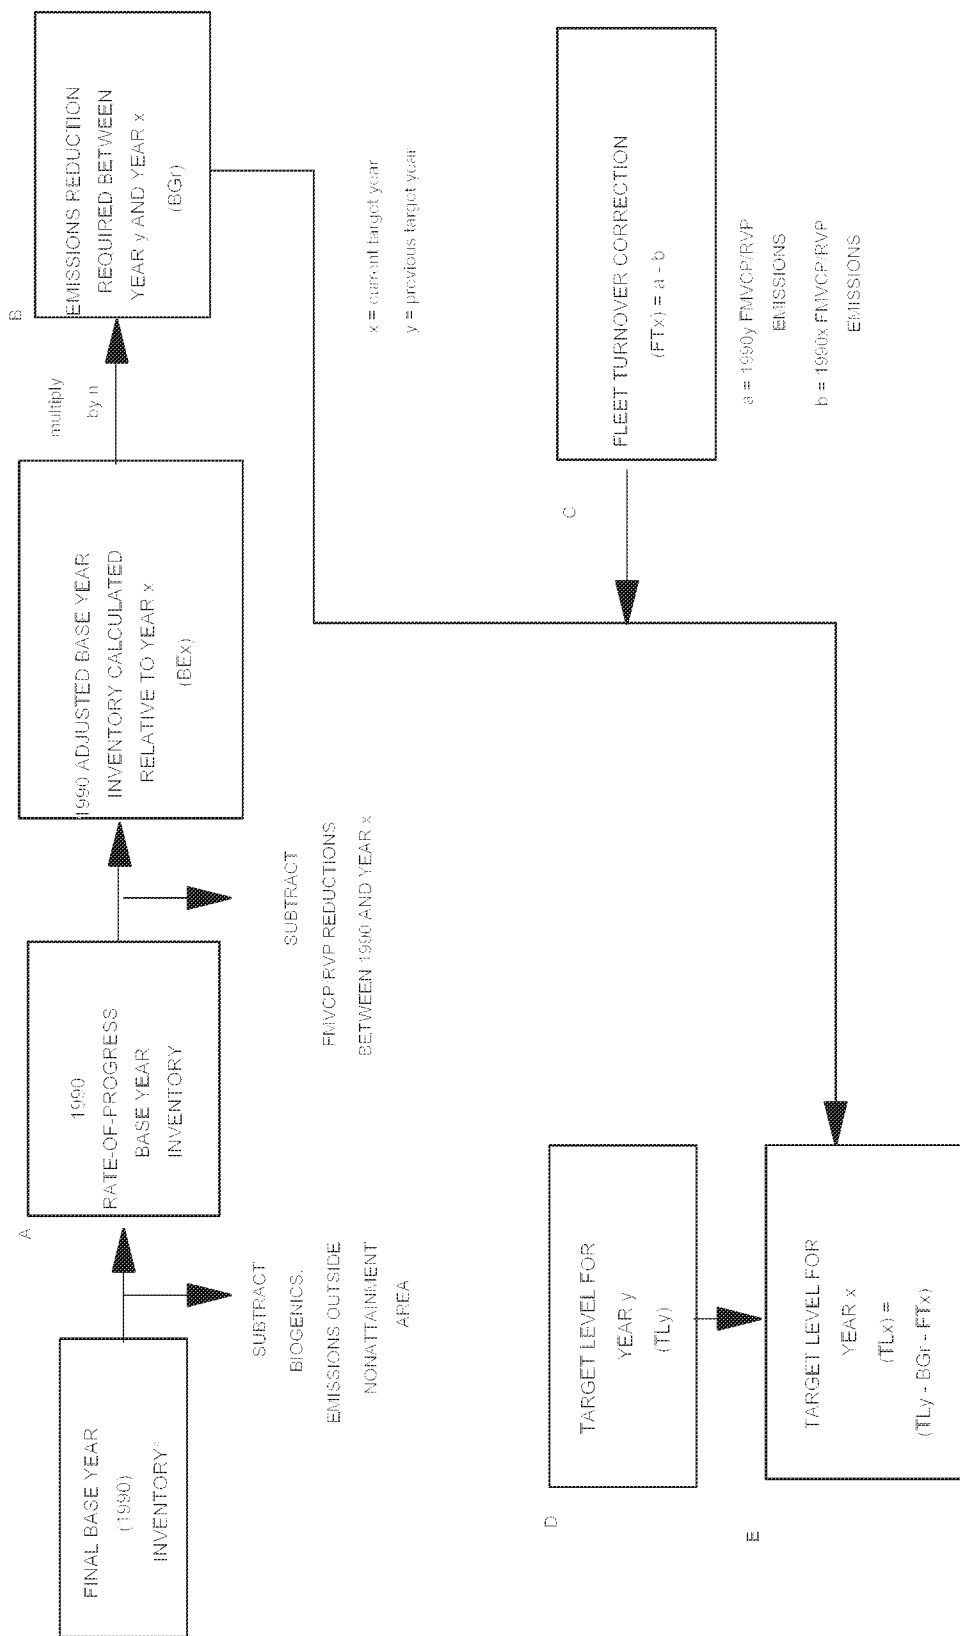 FINAL BASE YEAR
(1990)
INVENTORY
SUBTRACT
BIOGENICS,
EMISSIONS OUTSIDE
NONATTAINMENT
AREA
A
1990
RATE-OF-PROGRESS
BASE YEAR
INVENTORY
SUBTRACT
FMVCP/RVP REDUCTIONS
BETWEEN 1990 AND YEAR x
1990 ADJUSTED BASE YEAR
INVENTORY CALCULATED
RELATIVE TO YEAR x
(BEx)
multiply
by n
B
EMISSIONS REDUCTION
REQUIRED BETWEEN
YEAR y AND YEAR x
(BGr)
x = current target year
y = previous target year
C
FLEET TURNOVER CORRECTION
(FTx) = a - b
a = 1990y FMVCP/RVP
EMISSIONS
b = 1990x FMVCP/RVP
EMISSIONS
D
TARGET LEVEL FOR
YEAR y
(TLy)
E
TARGET LEVEL FOR
YEAR x
(TLx) =
(TLy - BGr - FTx)